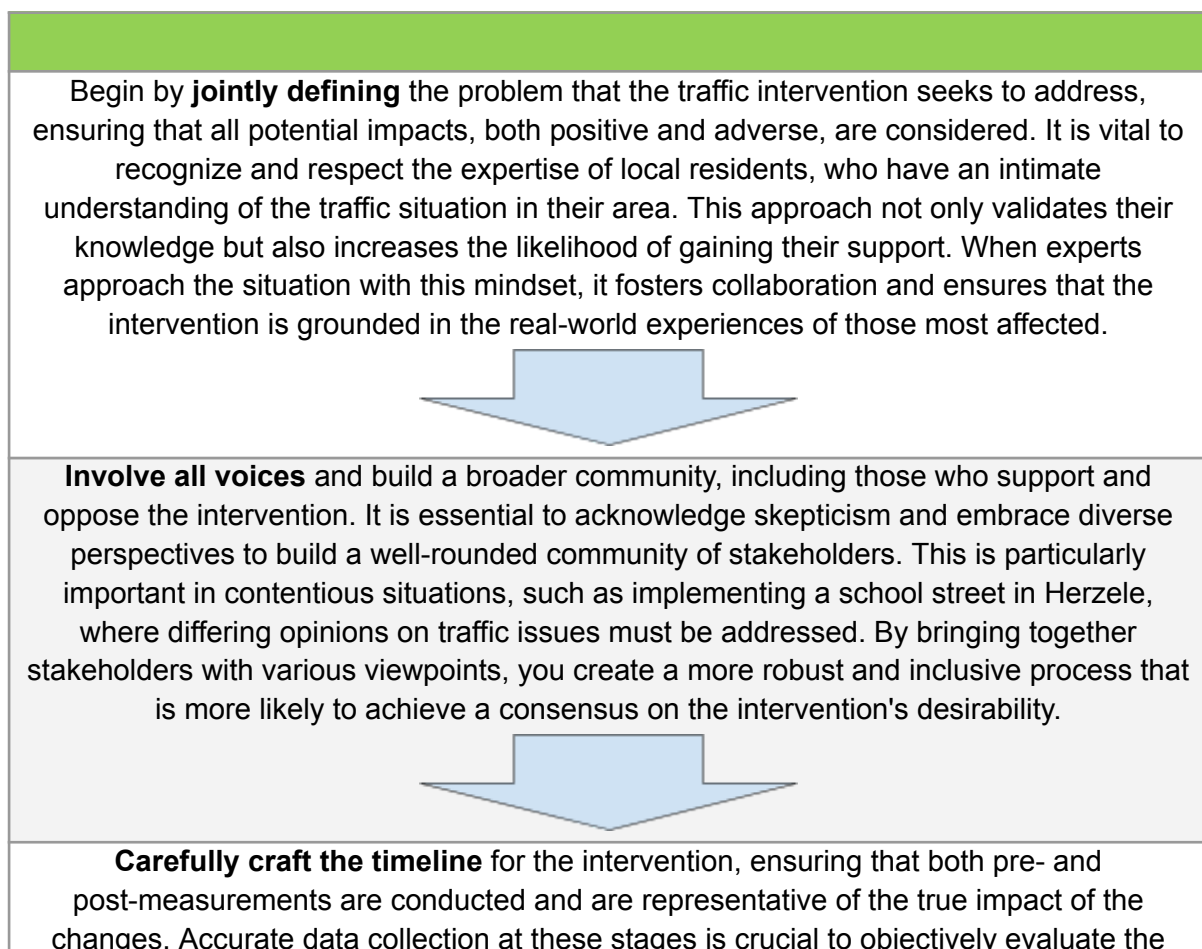 Begin by jointly defining the problem that the traffic intervention seeks to address,
ensuring that all potential impacts, both positive and adverse, are considered. It is vital to
recognize and respect the expertise of local residents, who have an intimate
understanding of the traffic situation in their area. This approach not only validates their
knowledge but also increases the likelihood of gaining their support. When experts
approach the situation with this mindset, it fosters collaboration and ensures that the
intervention is grounded in the real-world experiences of those most affected.
Involve all voices and build a broader community, including those who support and
oppose the intervention. It is essential to acknowledge skepticism and embrace diverse
perspectives to build a well-rounded community of stakeholders. This is particularly
important in contentious situations, such as implementing a school street in Herzele,
where differing opinions on traffic issues must be addressed. By bringing together
stakeholders with various viewpoints, you create a more robust and inclusive process that
is more likely to achieve a consensus on the intervention's desirability.
Carefully craft the timeline for the intervention, ensuring that both pre- and
post-measurements are conducted and are representative of the true impact of the
changes. Accurate data collection at these stages is crucial to objectively evaluate the